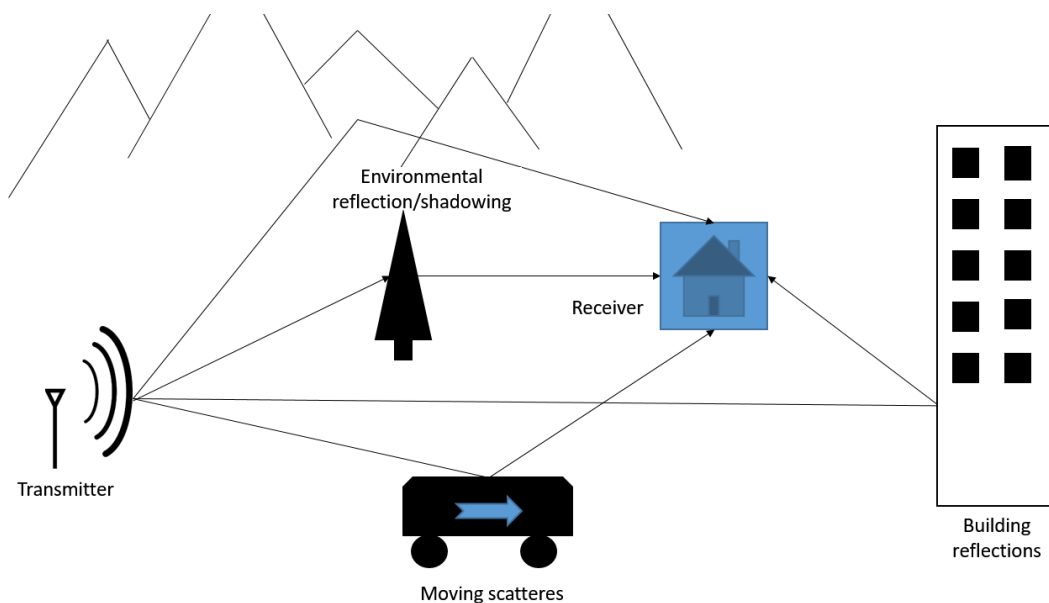 Environmental
reflection/shadowing
Receiver
Transmitter
Building
reflections
Moving scatteres